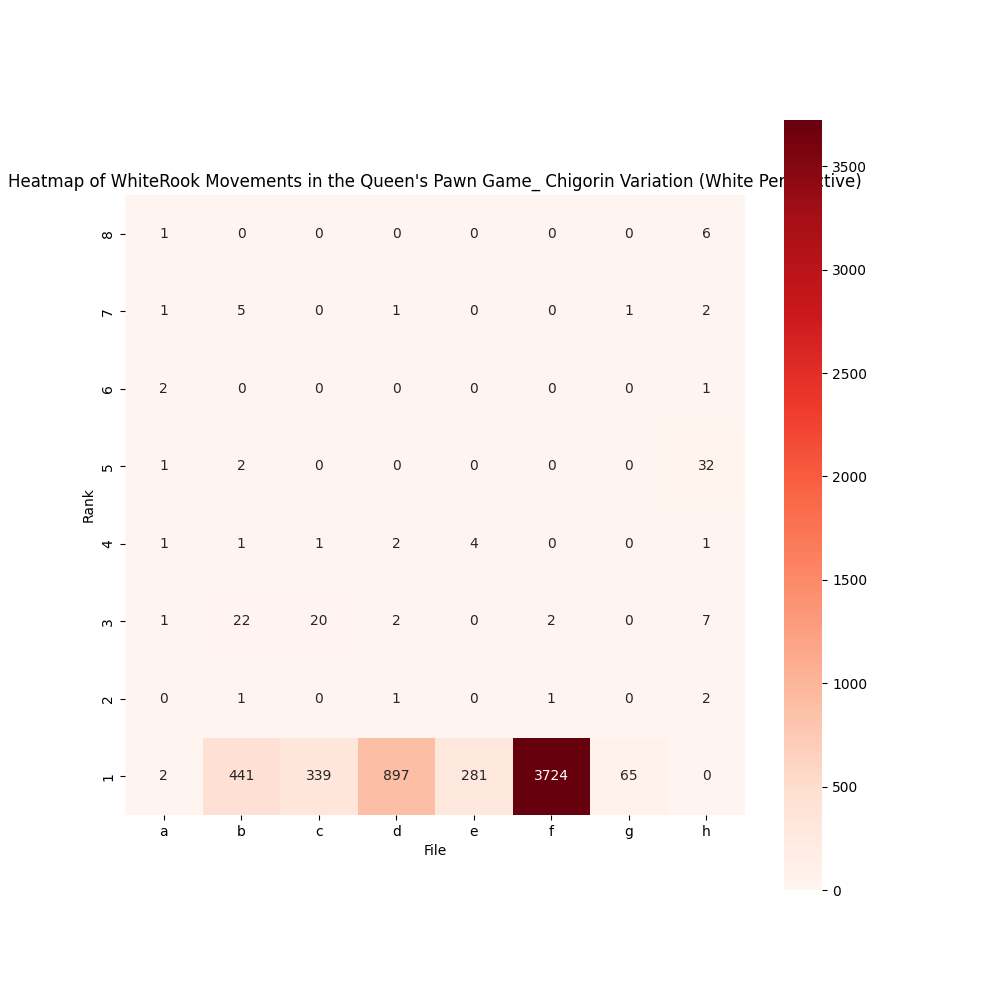 Heatmap of WhiteRook Movements in the Queen's Pawn Game_ Chigorin Variation (White Per tive)
8 1 0 0 0 0 0 0 6
7 1 5 0 1 0 0 1 2
6 2 0 0 0 0 0 0 1
5 1 2 0 0 0 0 0 32
4 1 1 1 2 4 0 0 1
3 1 22 20 2 0 2 0 7
2 0 1 0 1 0 1 0 2
1 2 441 339 897 281 3724 65 0
a b c d e f g h
File
Rank
3500
3000
2500
2000
1500
1000
500
0